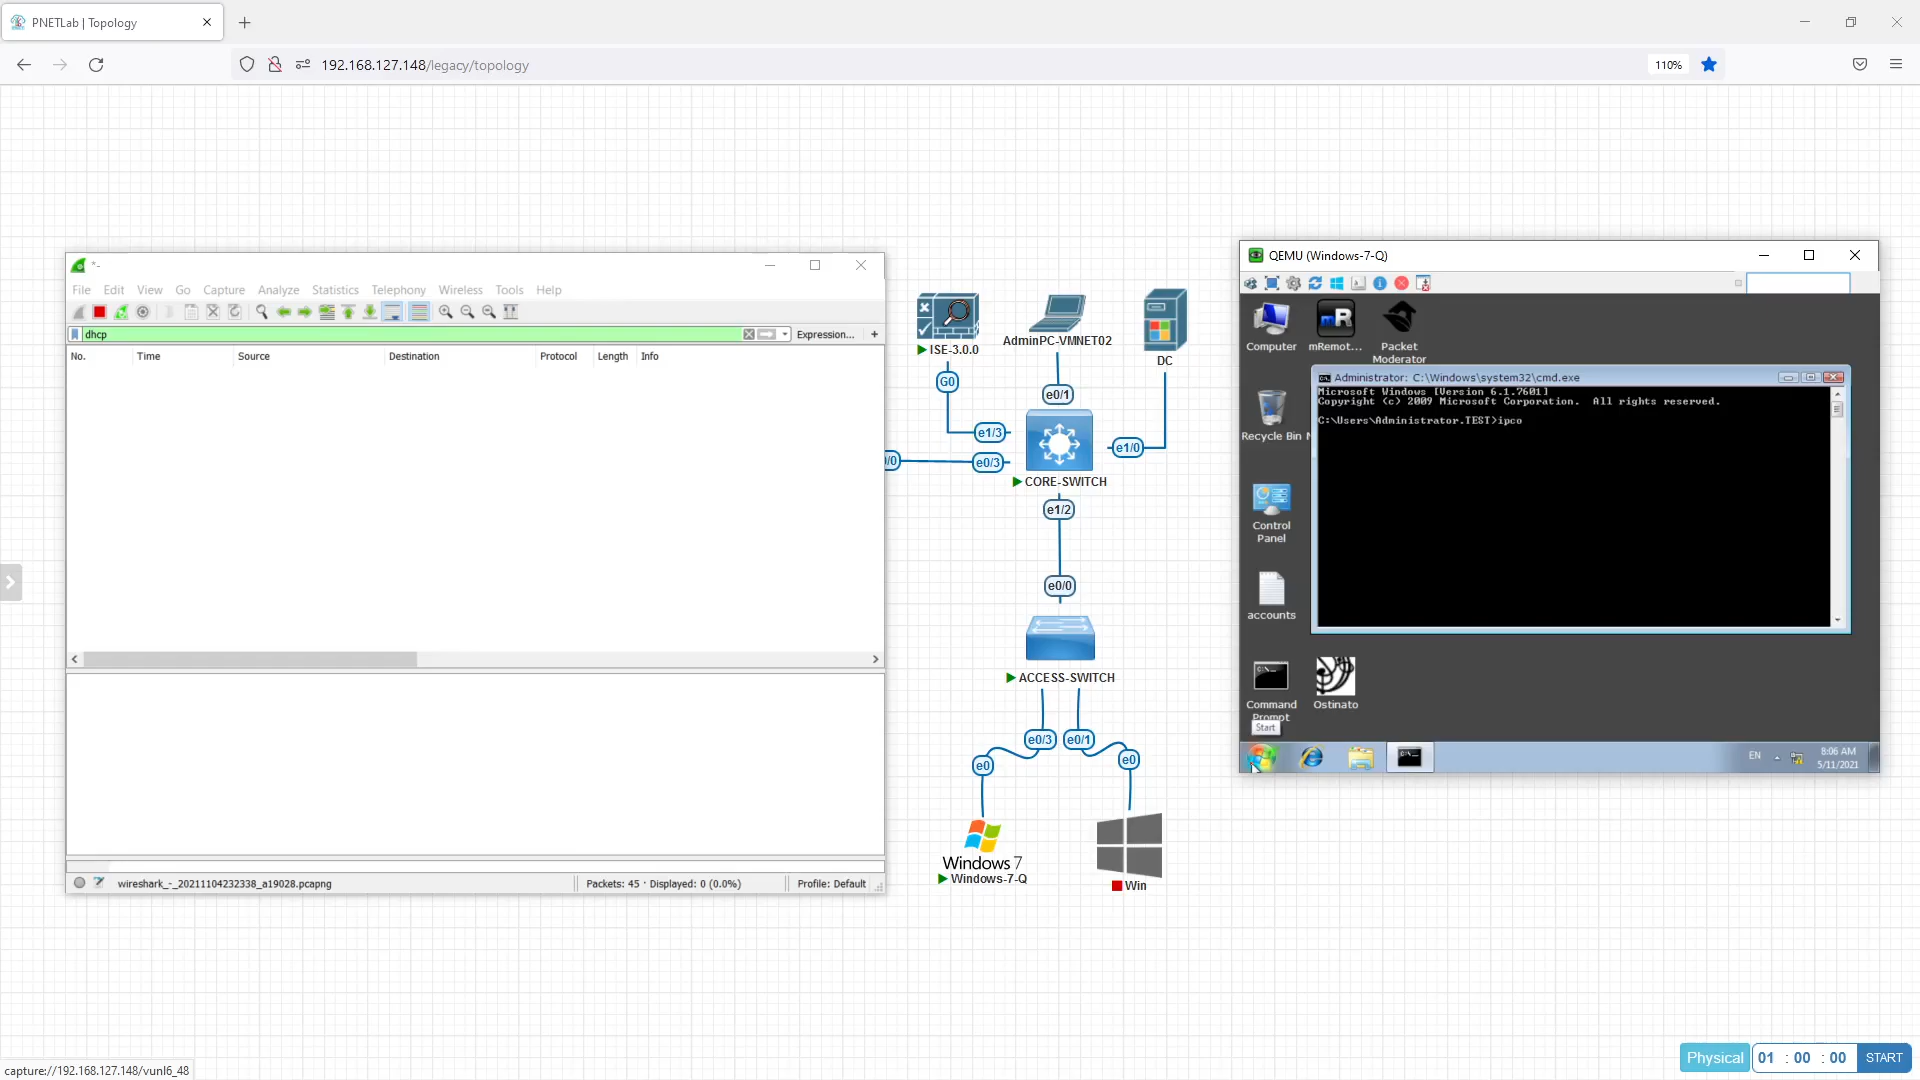 PNETLab | Topology
192.168.127.148/legacy/topology
110%
*-
File Edit View Go Capture Analyze Statistics Telephony Wireless Tools Help
dhcp
Expression... +
No. Time Source Destination Protocol Length Info
wireshark_-_20211104232338_a19028.pcapng
Packets: 45 · Displayed: 0 (0.0%)
Profile: Default
ISE-3.0.0
AdminPC-VMNET02
DC
G0
e0/1
e1/3
e1/0
/0
e0/3
CORE-SWITCH
e1/2
e0/0
ACCESS-SWITCH
e0/3
e0/1
e0
e0
Windows 7
Windows-7-Q
Win
QEMU (Windows-7-Q)
Computer
mRemot...
Packet Moderator
Recycle Bin
Control Panel
accounts
Command Prompt
Ostinato
Start
Administrator: C:\Windows\system32\cmd.exe
Microsoft Windows [Version 6.1.7601]
Copyright (c) 2009 Microsoft Corporation. All rights reserved.
C:\Users\Administrator.TEST>ipco
EN
8:06 AM
5/11/2021
capture://192.168.127.148/vunl6_48
Physical
01 : 00 : 00
START